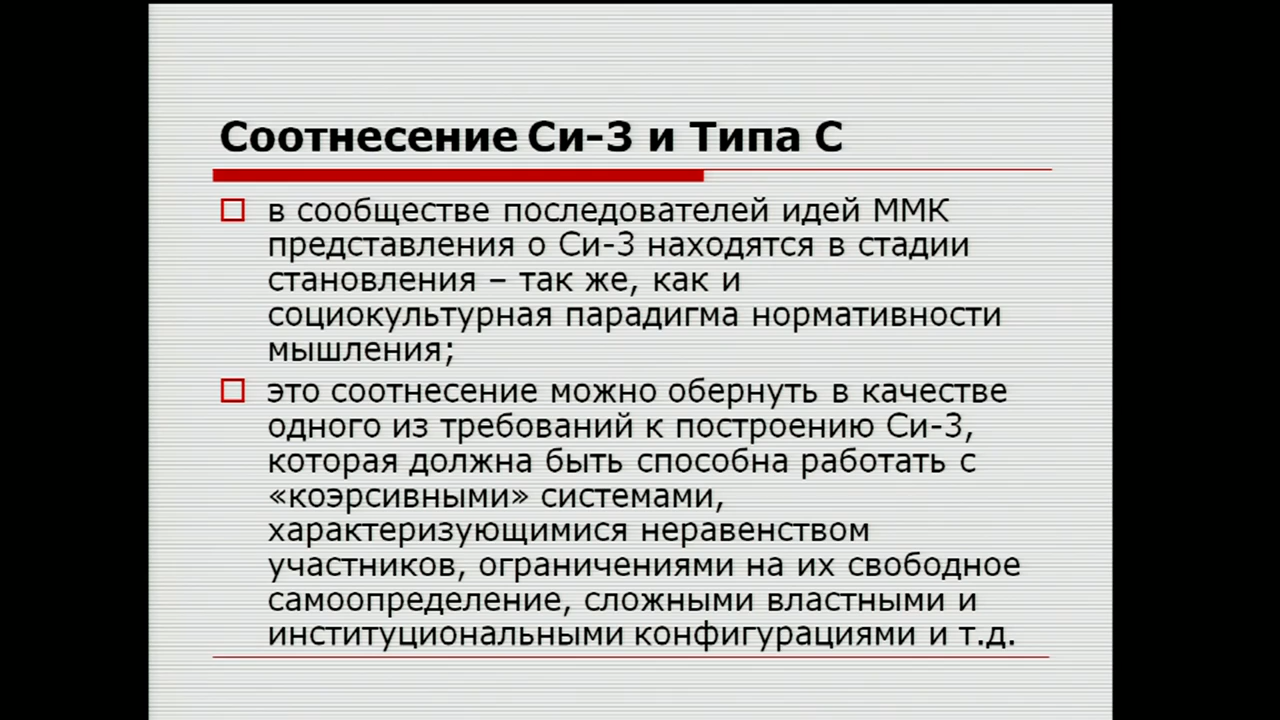 Соотнесение Си-3 и Типа С
в сообществе последователей идей ММК
представления о Си-3 находятся в стадии
становления – так же, как и
социокультурная парадигма нормативности
мышления;
это соотнесение можно обернуть в качестве
одного из требований к построению Си-3,
которая должна быть способна работать с
«коэрсивными» системами,
характеризующимися неравенством
участников, ограничениями на их свободное
самоопределение, сложными властными и
институциональными конфигурациями и т.д.